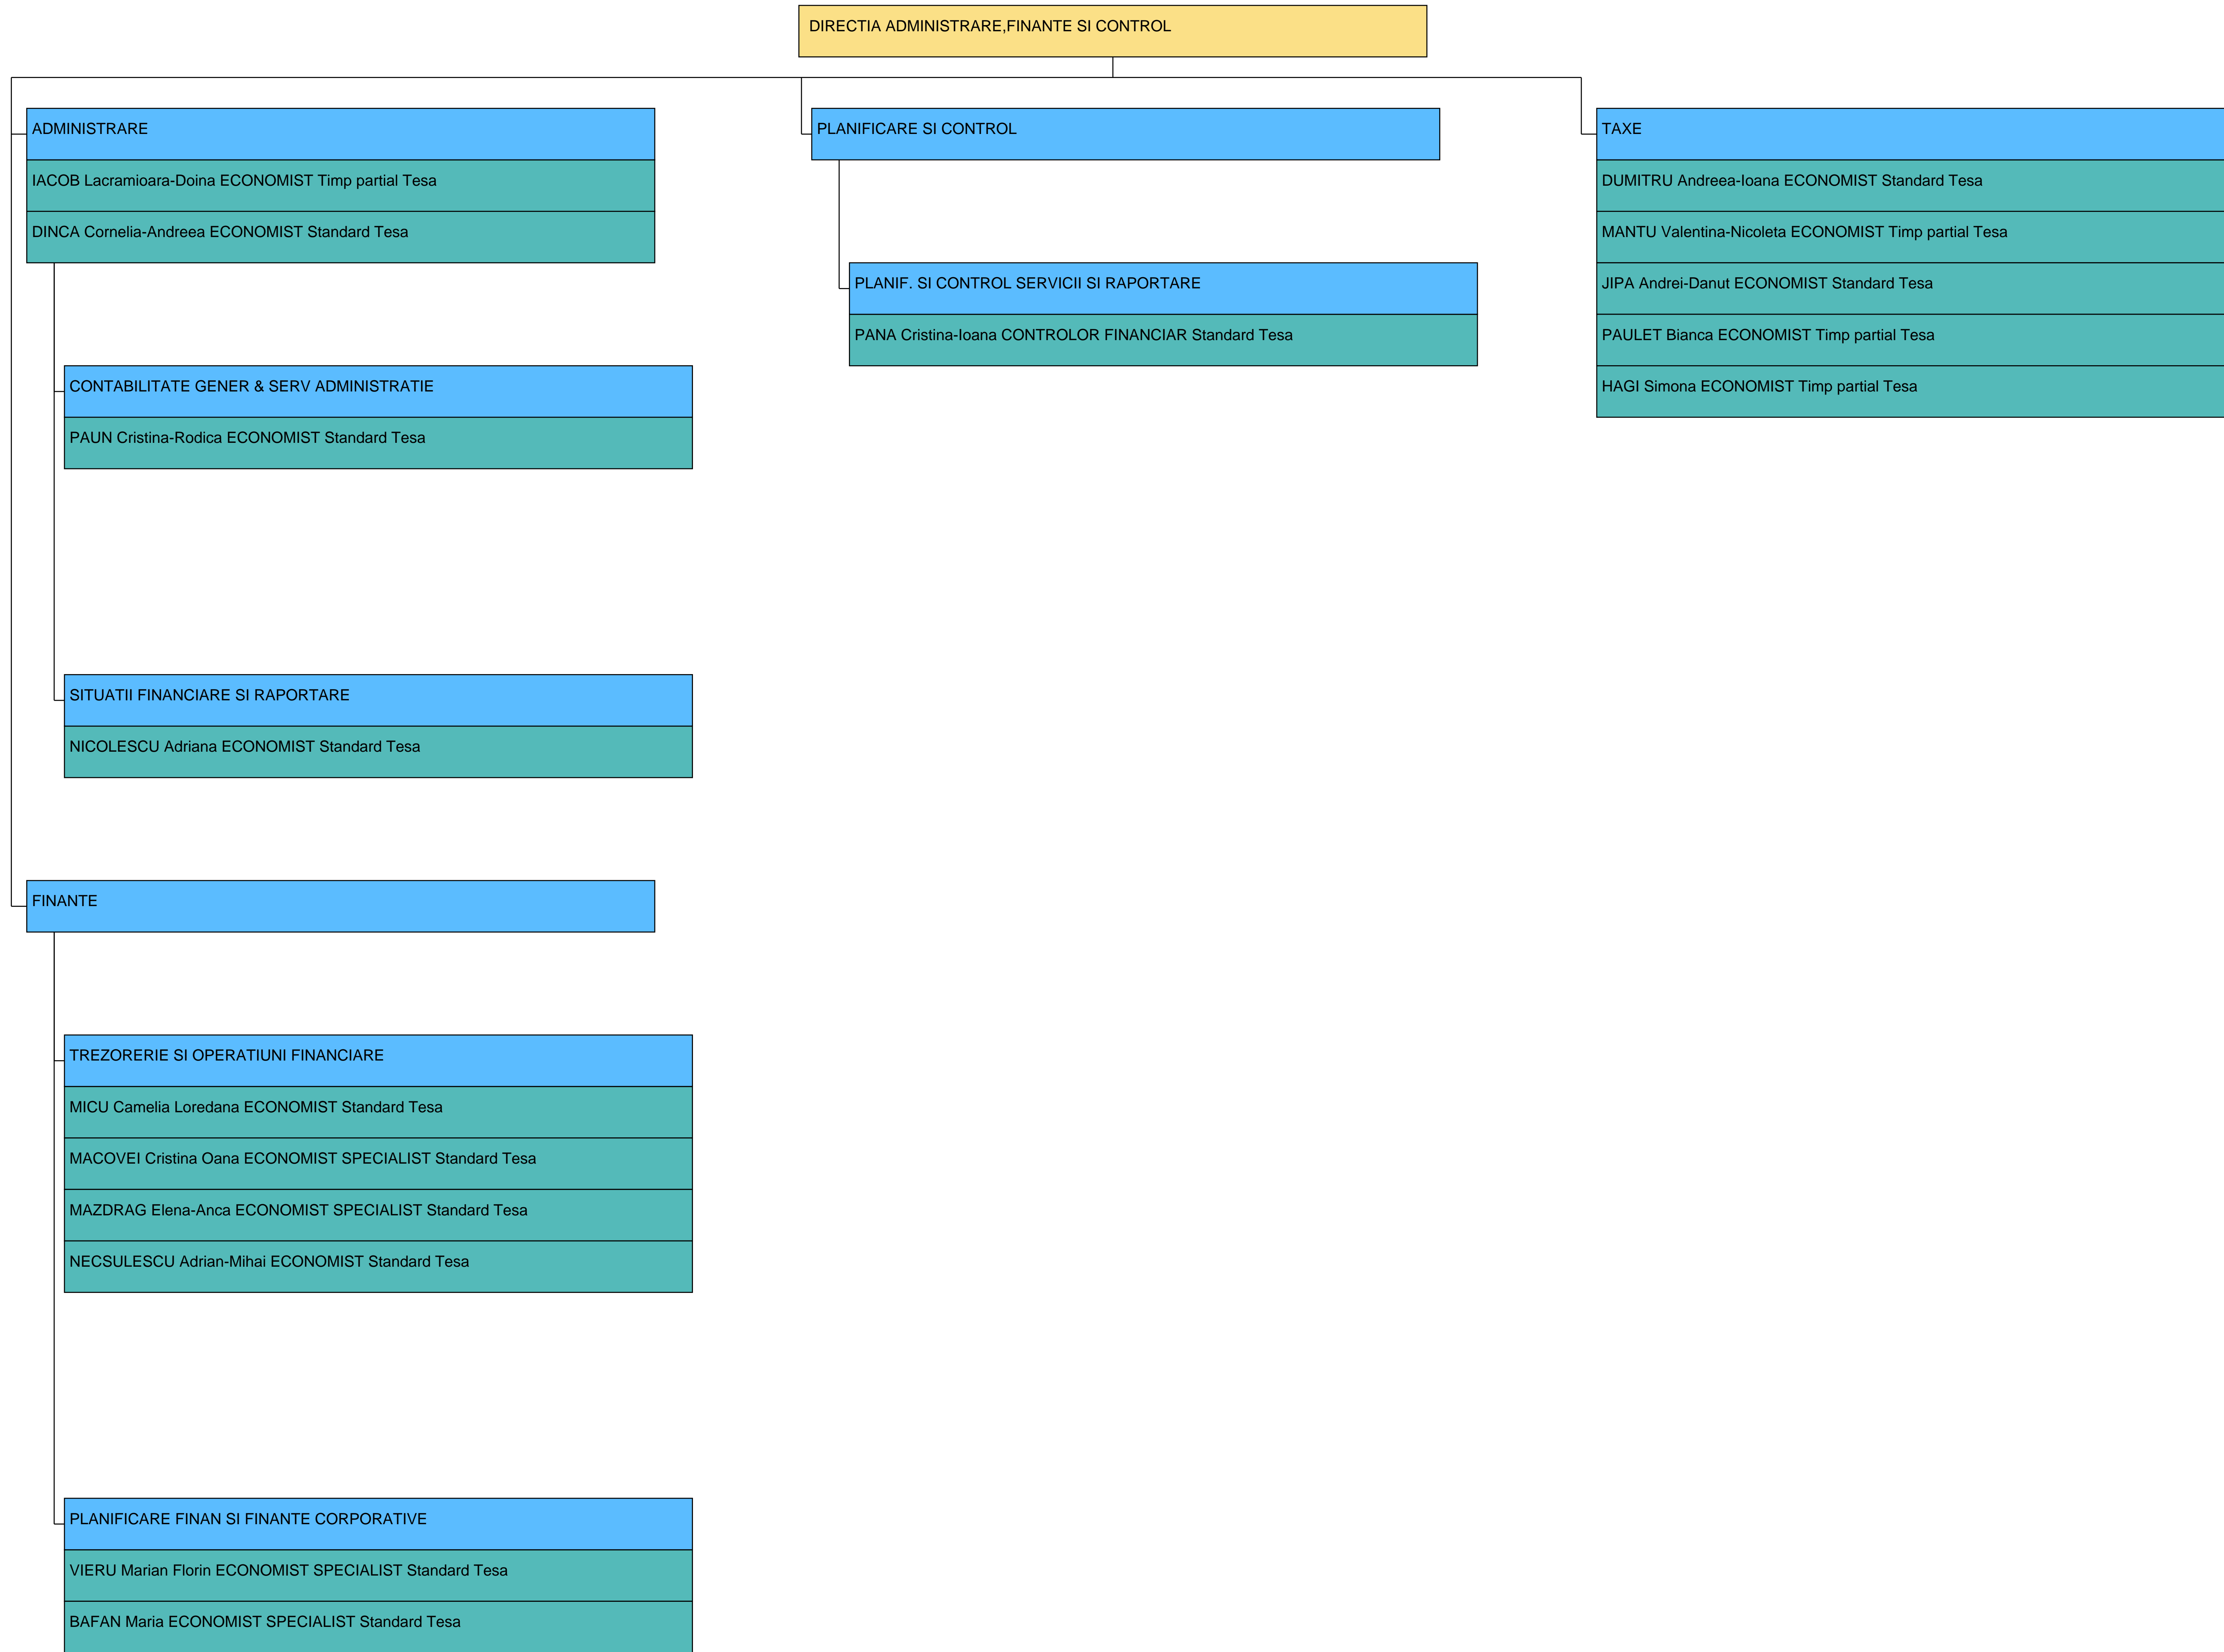 DIRECTIA ADMINISTRARE,FINANTE SI CONTROL
ADMINISTRARE
IACOB Lacramioara-Doina ECONOMIST Timp partial Tesa
DINCA Cornelia-Andreea ECONOMIST Standard Tesa
CONTABILITATE GENER & SERV ADMINISTRATIE
PAUN Cristina-Rodica ECONOMIST Standard Tesa
SITUATII FINANCIARE SI RAPORTARE
NICOLESCU Adriana ECONOMIST Standard Tesa
FINANTE
TREZORERIE SI OPERATIUNI FINANCIARE
MICU Camelia Loredana ECONOMIST Standard Tesa
MACOVEI Cristina Oana ECONOMIST SPECIALIST Standard Tesa
MAZDRAG Elena-Anca ECONOMIST SPECIALIST Standard Tesa
NECSULESCU Adrian-Mihai ECONOMIST Standard Tesa
PLANIFICARE FINAN SI FINANTE CORPORATIVE
VIERU Marian Florin ECONOMIST SPECIALIST Standard Tesa
BAFAN Maria ECONOMIST SPECIALIST Standard Tesa
PLANIFICARE SI CONTROL
PLANIF. SI CONTROL SERVICII SI RAPORTARE
PANA Cristina-Ioana CONTROLOR FINANCIAR Standard Tesa
TAXE
DUMITRU Andreea-Ioana ECONOMIST Standard Tesa
MANTU Valentina-Nicoleta ECONOMIST Timp partial Tesa
JIPA Andrei-Danut ECONOMIST Standard Tesa
PAULET Bianca ECONOMIST Timp partial Tesa
HAGI Simona ECONOMIST Timp partial Tesa